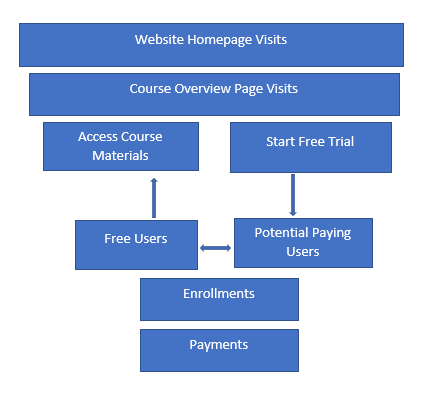 Website Homepage Visits
Course Overview Page Visits
Access Course
Materials
Start Free Trial
Free Users
Potential Paying
Users
Enrollments
Payments